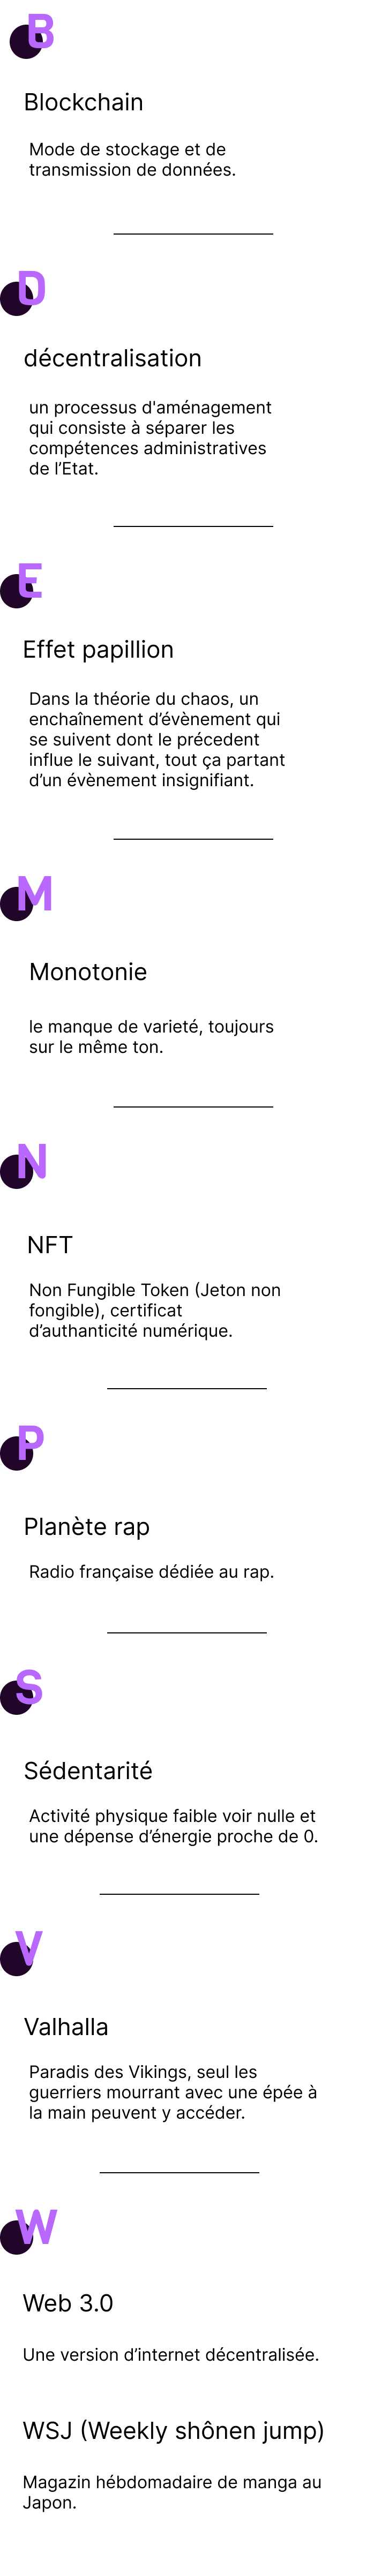 B
Blockchain
Mode de stockage et de
transmission de données.
D
décentralisation
un processus d'aménagement
qui consiste à séparer les
compétences administratives
de l’Etat.
E
Effet papillion
Dans la théorie du chaos, un
enchaînement d’évènement qui
se suivent dont le précedent
influe le suivant, tout ça partant
d’un évènement insignifiant.
M
Monotonie
le manque de varieté, toujours
sur le même ton.
N
NFT
Non Fungible Token (Jeton non
fongible), certificat
d’authanticité numérique.
P
Planète rap
Radio française dédiée au rap.
S
Sédentarité
Activité physique faible voir nulle et
une dépense d’énergie proche de 0.
V
Valhalla
Paradis des Vikings, seul les
guerriers mourrant avec une épée à
la main peuvent y accéder.
W
Web 3.0
Une version d’internet décentralisée.
WSJ (Weekly shônen jump)
Magazin hébdomadaire de manga au
Japon.